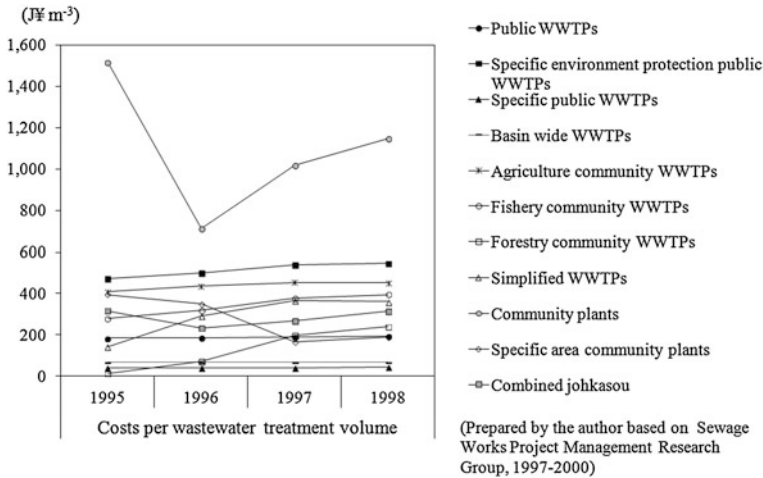 (J¥ m-3)
1,600
1,400
1,200
1,000
800
600
400
200
0
1995 1996 1997 1998
Costs per wastewater treatment volume
Public WWTPs
Specific environment protection public
WWTPs
Specific public WWTPs
Basin wide WWTPs
Agriculture community WWTPs
Fishery community WWTPs
Forestry community WWTPs
Simplified WWTPs
Community plants
Specific area community plants
Combined johkasou
(Prepared by the author based on Sewage
Works Project Management Research
Group, 1997-2000)